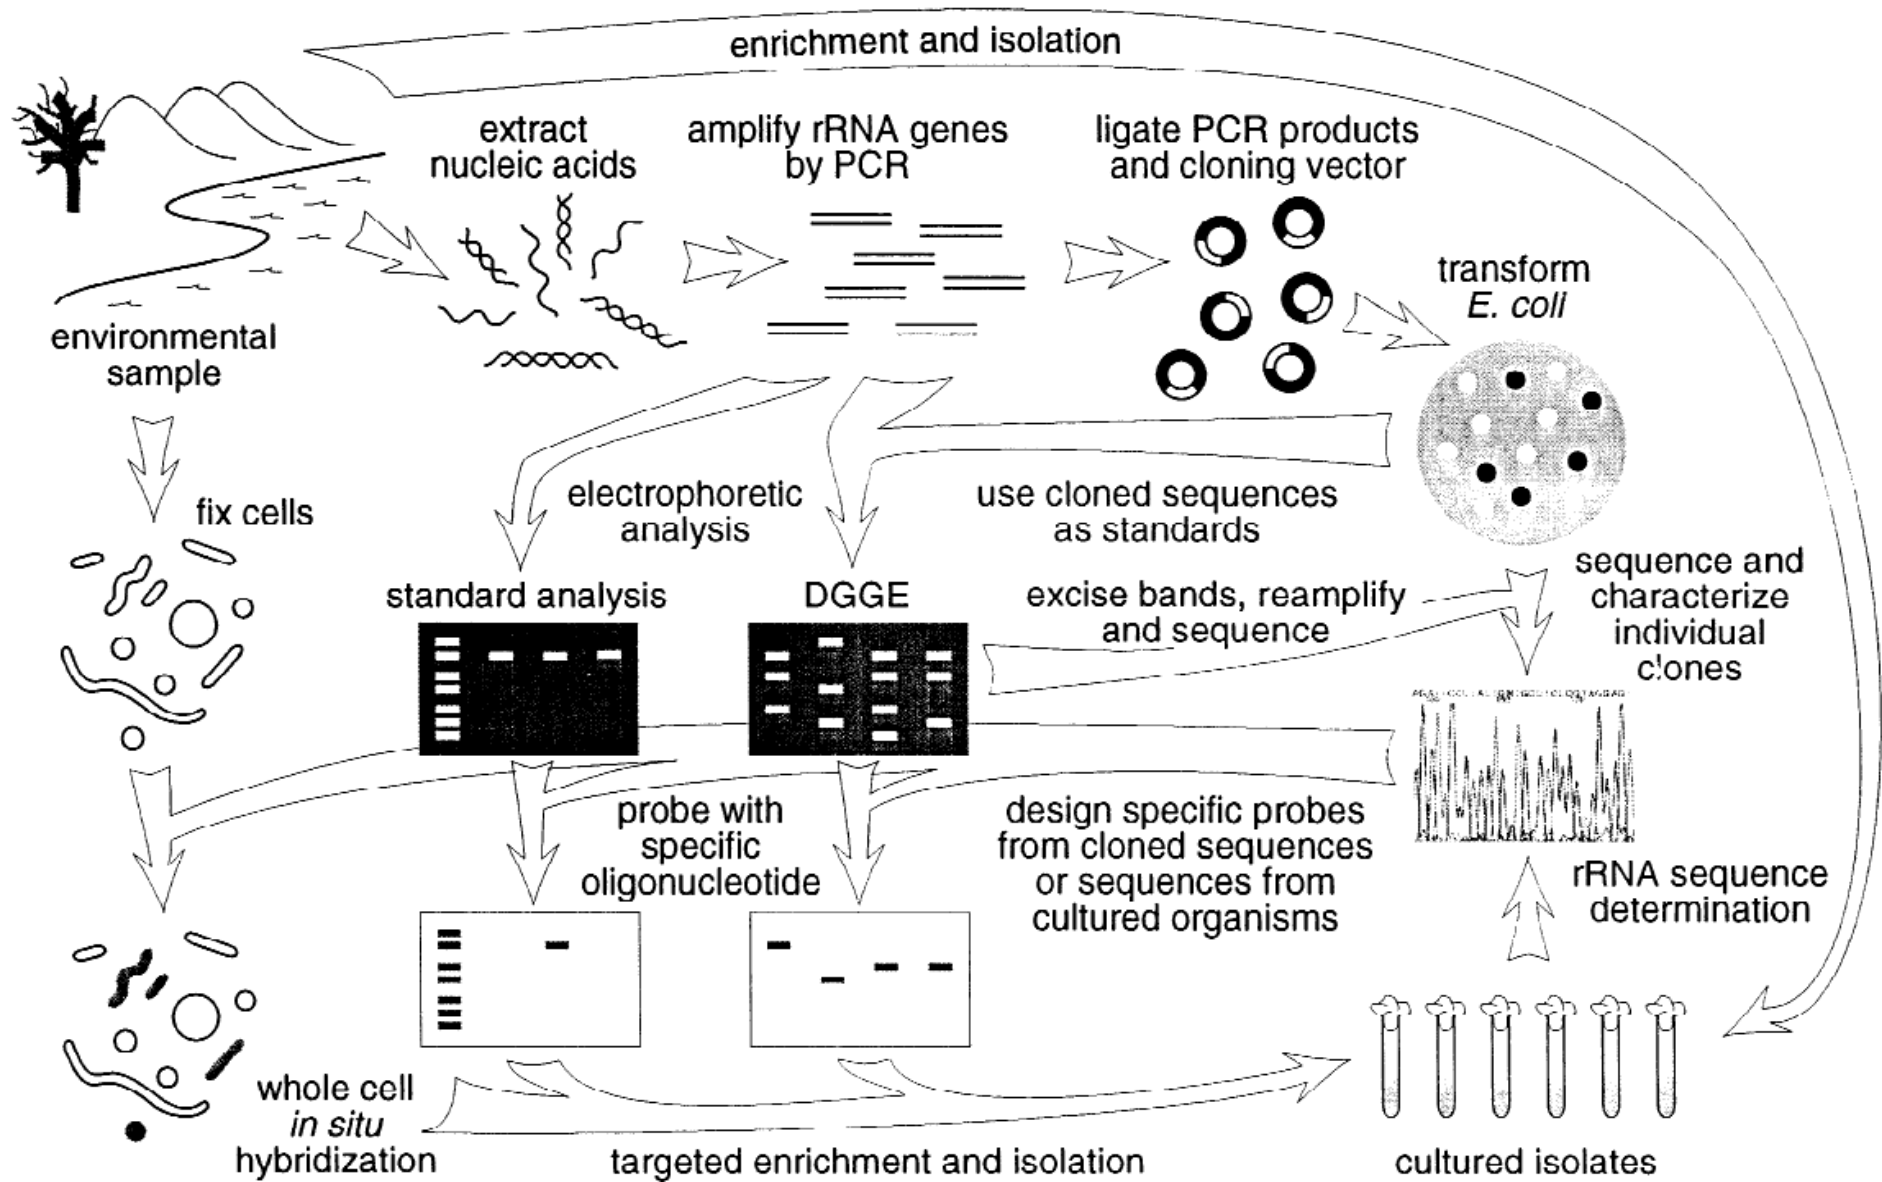 enrichment and isolation
extract
nucleic acids
amplify rRNA genes
by PCR
ligate PCR products
and cloning vector
transform
E. coli
environmental
sample
fix cells
electrophoretic
analysis
use cloned sequences
as standards
standard analysis
DGGE
excise bands, reamplify
and sequence
sequence and
characterize
individual
clones
probe with
specific
oligonucleotide
design specific probes
from cloned sequences
or sequences from
cultured organisms
rRNA sequence
determination
whole cell
in situ
hybridization
targeted enrichment and isolation
cultured isolates